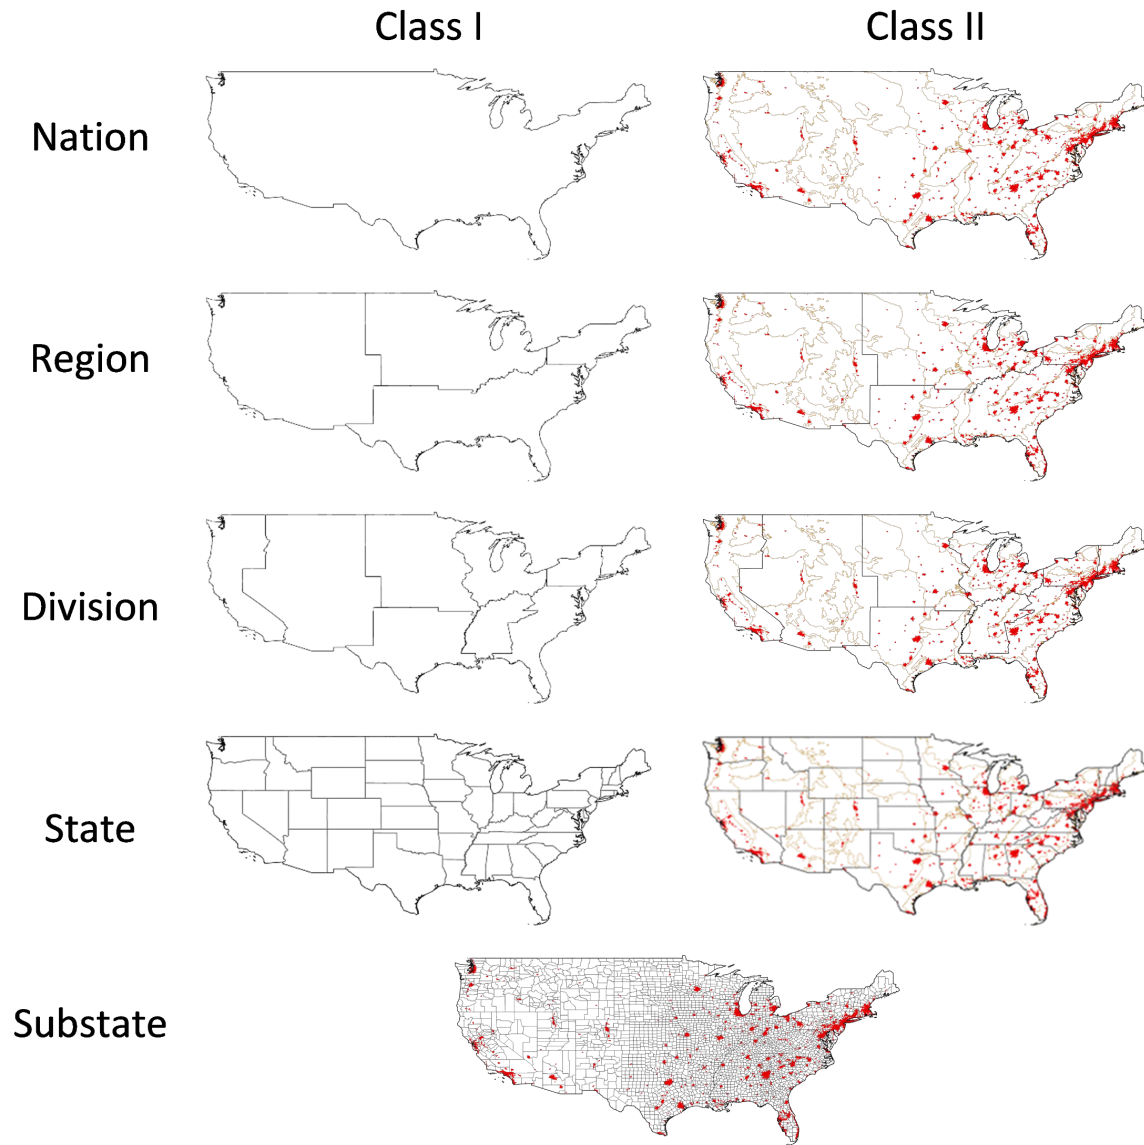 Class I
Class II
Nation
Region
Division
State
Substate